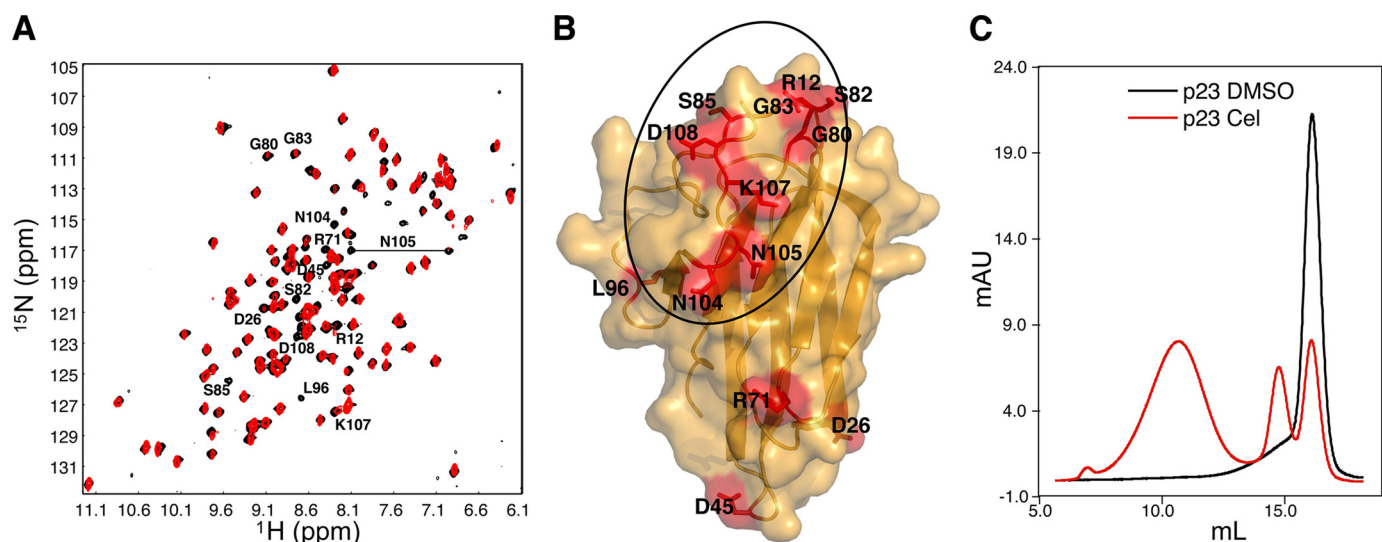 A
105
107
109
111
113
115
117
119
121
123
125
127
129
131
15N (ppm)
G80
G83
N104
R71
N105
D45
S82
D26
R12
D108
S85
L96
K107
11.1
10.6
10.1
9.6
9.1
8.6
8.1
7.6
7.1
6.6
6.1
1H (ppm)
B
R12
S82
S85
G83
D108
G80
K107
N105
L96
N104
R71
D26
D45
C
24.0
19.0
14.0
9.0
4.0
-1.0
mAU
p23 DMSO
p23 Cel
5.0
10.0
15.0
mL